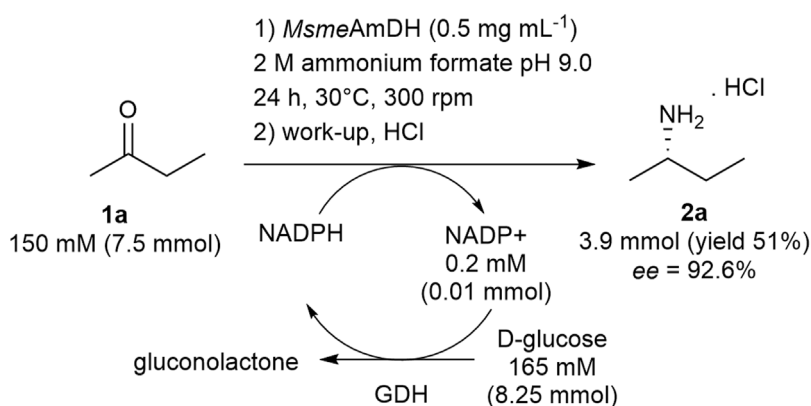 1) MsmeAmDH (0.5 mg mL-1)
2 M ammonium formate pH 9.0
24 h, 30°C, 300 rpm
2) work-up, HCl
O
1a
150 mM (7.5 mmol)
NADPH
NADP+
0.2 mM
(0.01 mmol)
gluconolactone
GDH
D-glucose
165 mM
(8.25 mmol)
. HCl
NH2
2a
3.9 mmol (yield 51%)
ee = 92.6%